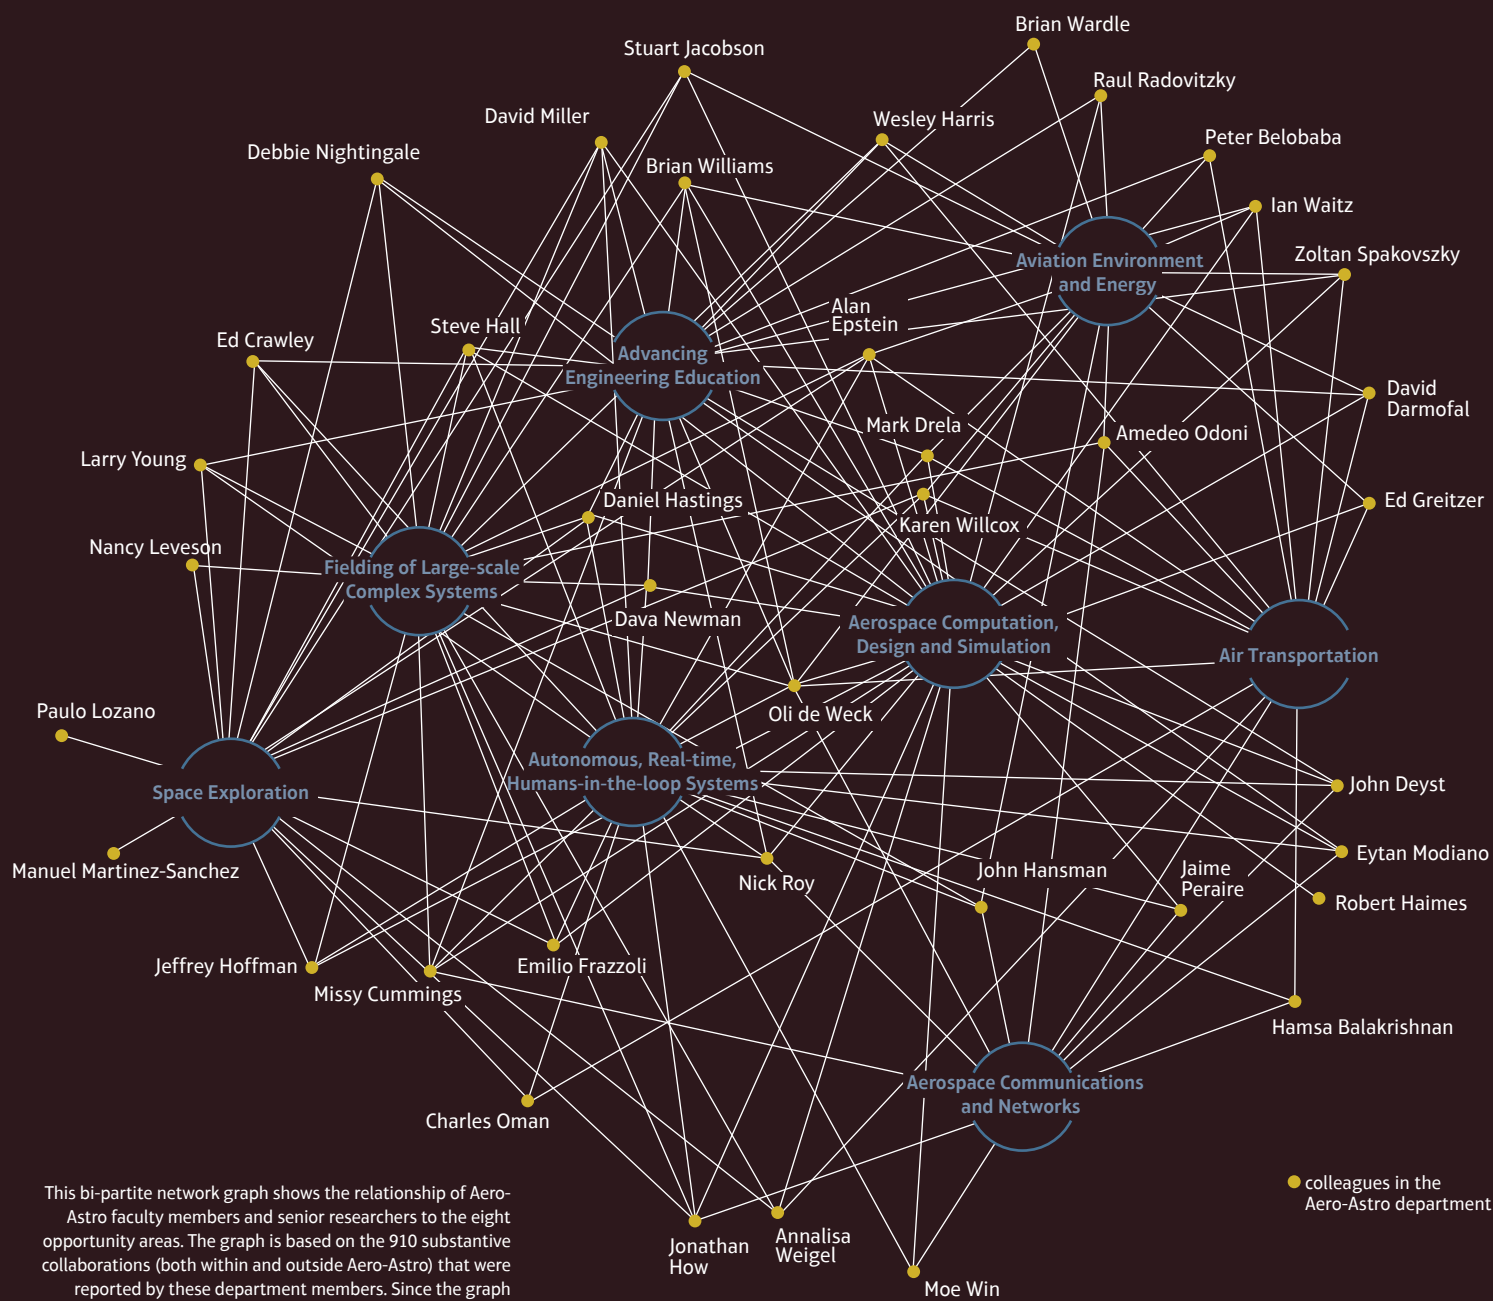 Brian Wardle
Stuart Jacobson
Raul Radovitzky
David Miller
Wesley Harris
Peter Belobaba
Debbie Nightingale
Brian Williams
Ian Waitz
Zoltan Spakovszky
Aviation Environment
and Energy
Alan
Epstein
Steve Hall
Ed Crawley
Advancing
Engineering Education
David
Darmofal
Mark Drela
Amedeo Odoni
Larry Young
Daniel Hastings
Ed Greitzer
Karen Willcox
Nancy Leveson
Fielding of Large-scale
Complex Systems
Dava Newman
Aerospace Computation,
Design and Simulation
Air Transportation
Paulo Lozano
Oli de Weck
Autonomous, Real-time,
Humans-in-the-loop Systems
Space Exploration
John Deyst
Manuel Martinez-Sanchez
Nick Roy
John Hansman
Jaime
Peraire
Eytan Modiano
Robert Haimes
Jeffrey Hoffman
Emilio Frazzoli
Missy Cummings
Hamsa Balakrishnan
Aerospace Communications
and Networks
Charles Oman
colleagues in the
Aero-Astro department
This bi-partite network graph shows the relationship of Aero-
Astro faculty members and senior researchers to the eight
opportunity areas. The graph is based on the 910 substantive
collaborations (both within and outside Aero-Astro) that were
reported by these department members. Since the graph
Jonathan
How
Annalisa
Weigel
Moe Win